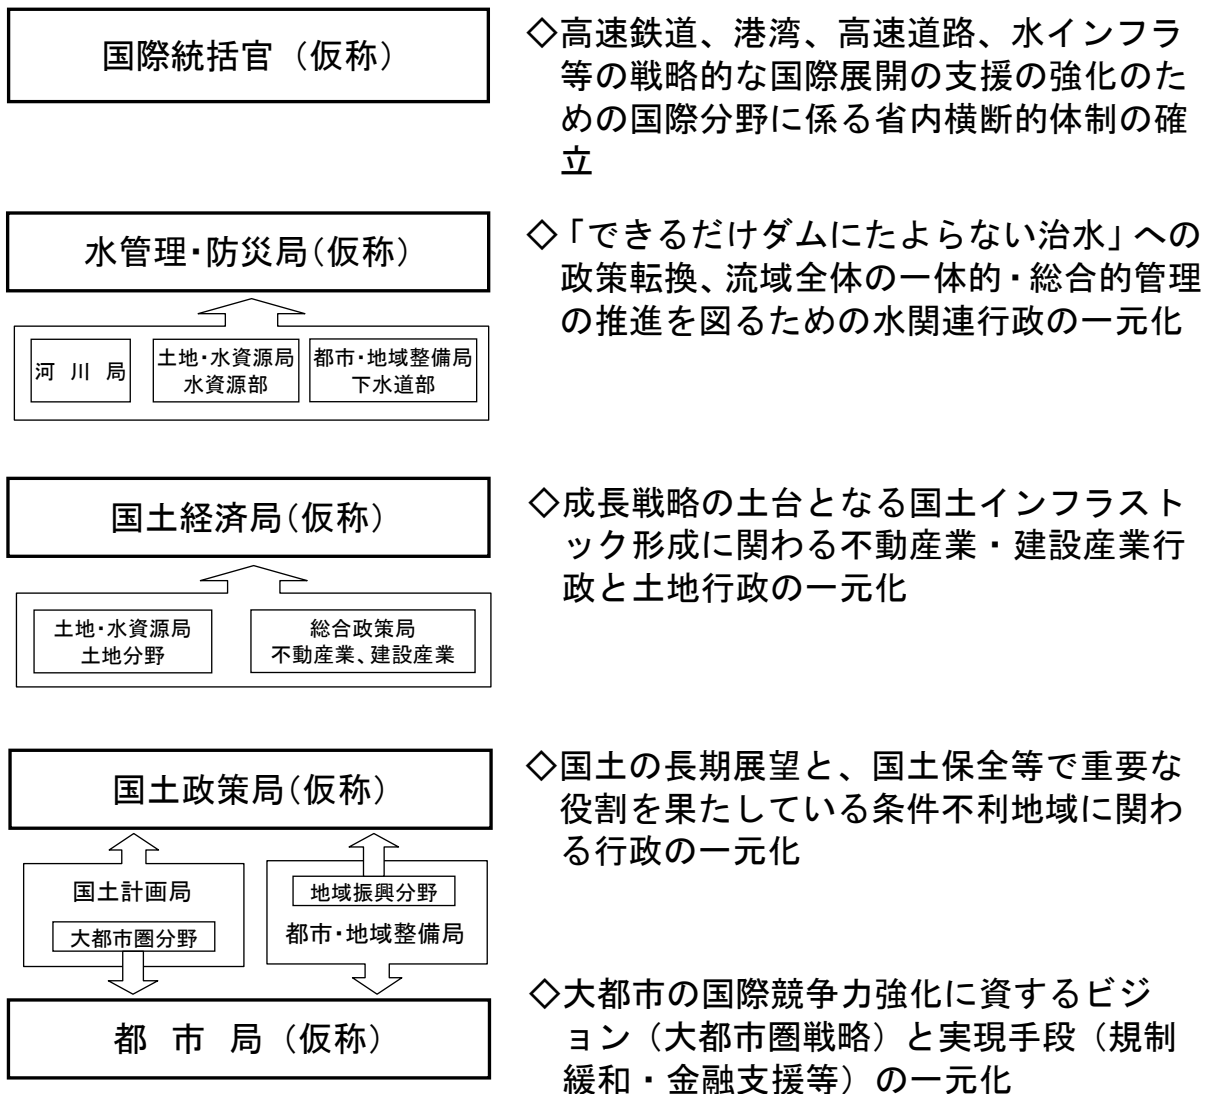 国際統括官（仮称）
◇高速鉄道、港湾、高速道路、水インフラ
等の戦略的な国際展開の支援の強化のた
めの国際分野に係る省内横断的体制の確
立
水管理・防災局（仮称）
◇「できるだけダムにたよらない治水」への
政策転換、流域全体の一体的・総合的管理
の推進を図るための水関連行政の一元化
河 川 局
土地・水資源局
水資源部
都市・地域整備局
下水道部
国土経済局（仮称）
◇成長戦略の土台となる国土インフラスト
ック形成に関わる不動産業・建設産業行
政と土地行政の一元化
土地・水資源局
土地分野
総合政策局
不動産業、建設産業
国土政策局（仮称）
◇国土の長期展望と、国土保全等で重要な
役割を果たしている条件不利地域に関わ
る行政の一元化
国土計画局
大都市圏分野
地域振興分野
都市・地域整備局
都 市 局（仮称）
◇大都市の国際競争力強化に資するビジ
ョン（大都市圏戦略）と実現手段（規制
緩和・金融支援等）の一元化